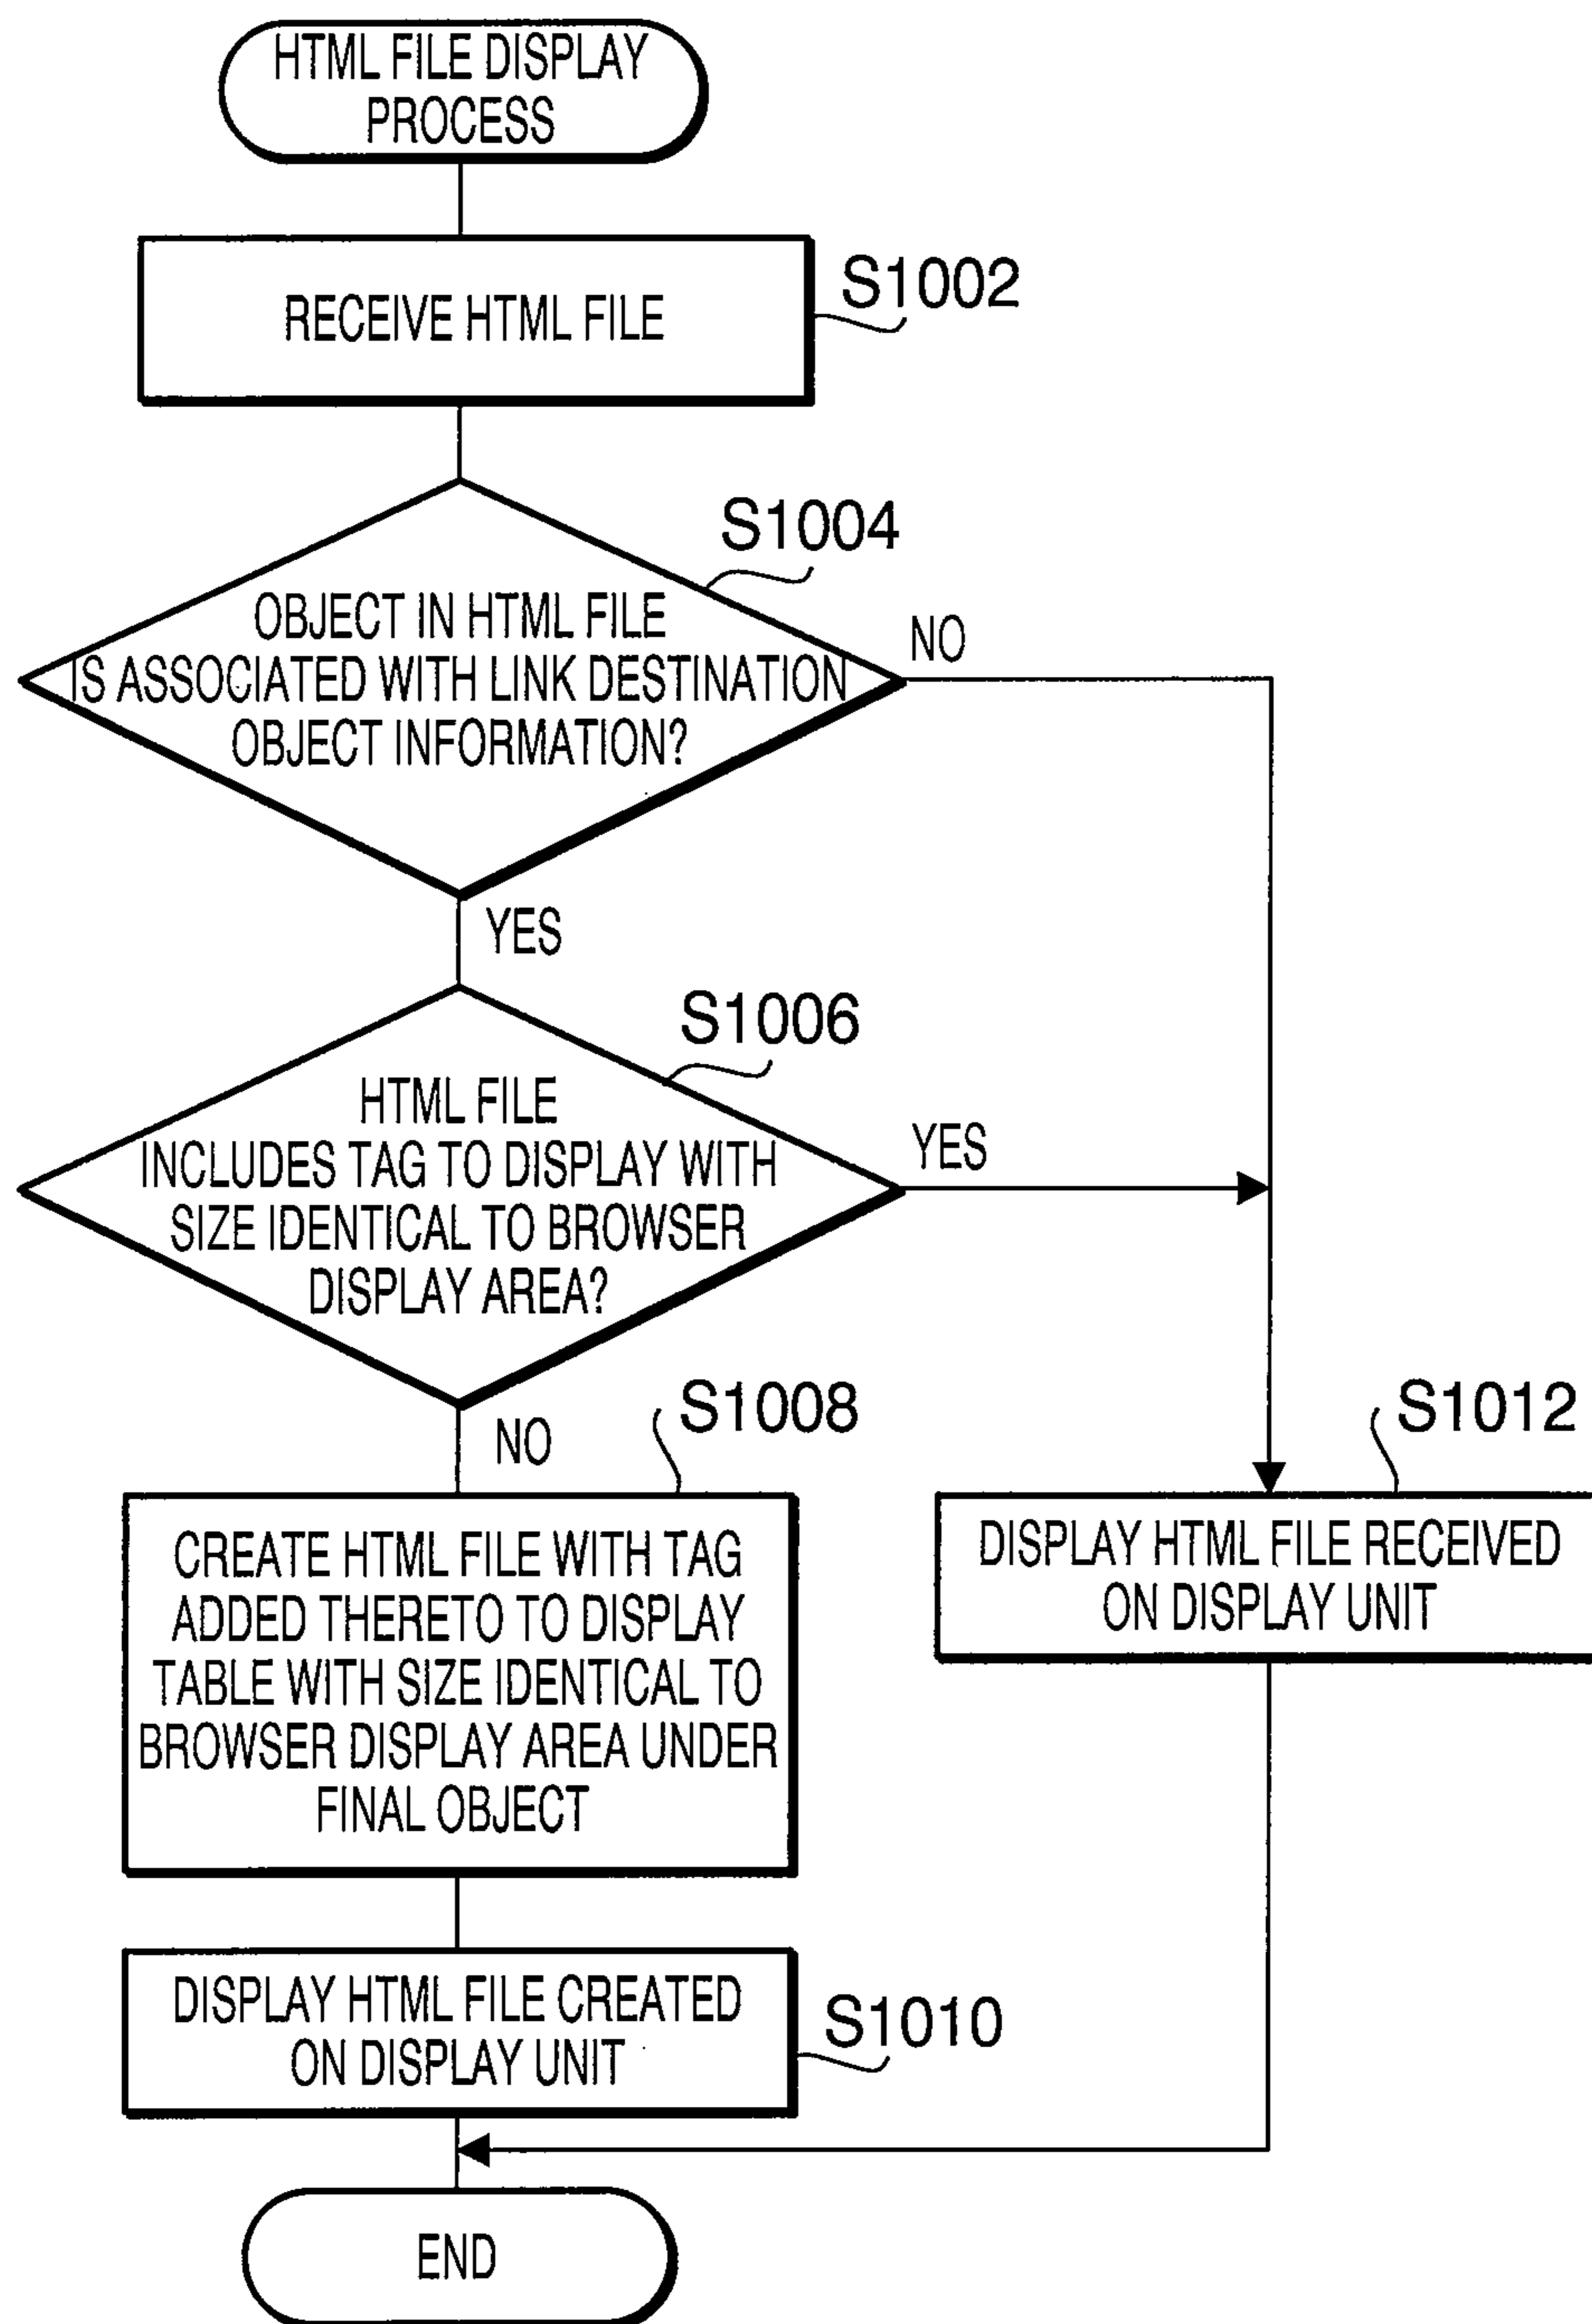 HTML FILE DISPLAY
PROCESS
RECEIVE HTML FILE
S1002
S1004
OBJECT IN HTML FILE
IS ASSOCIATED WITH LINK DESTINATION
OBJECT INFORMATION?
NO
YES
S1006
HTML FILE
INCLUDES TAG TO DISPLAY WITH
SIZE IDENTICAL TO BROWSER
DISPLAY AREA?
YES
NO
S1008
CREATE HTML FILE WITH TAG
ADDED THERETO TO DISPLAY
TABLE WITH SIZE IDENTICAL TO
BROWSER DISPLAY AREA UNDER
FINAL OBJECT
S1012
DISPLAY HTML FILE RECEIVED
ON DISPLAY UNIT
DISPLAY HTML FILE CREATED
ON DISPLAY UNIT
S1010
END